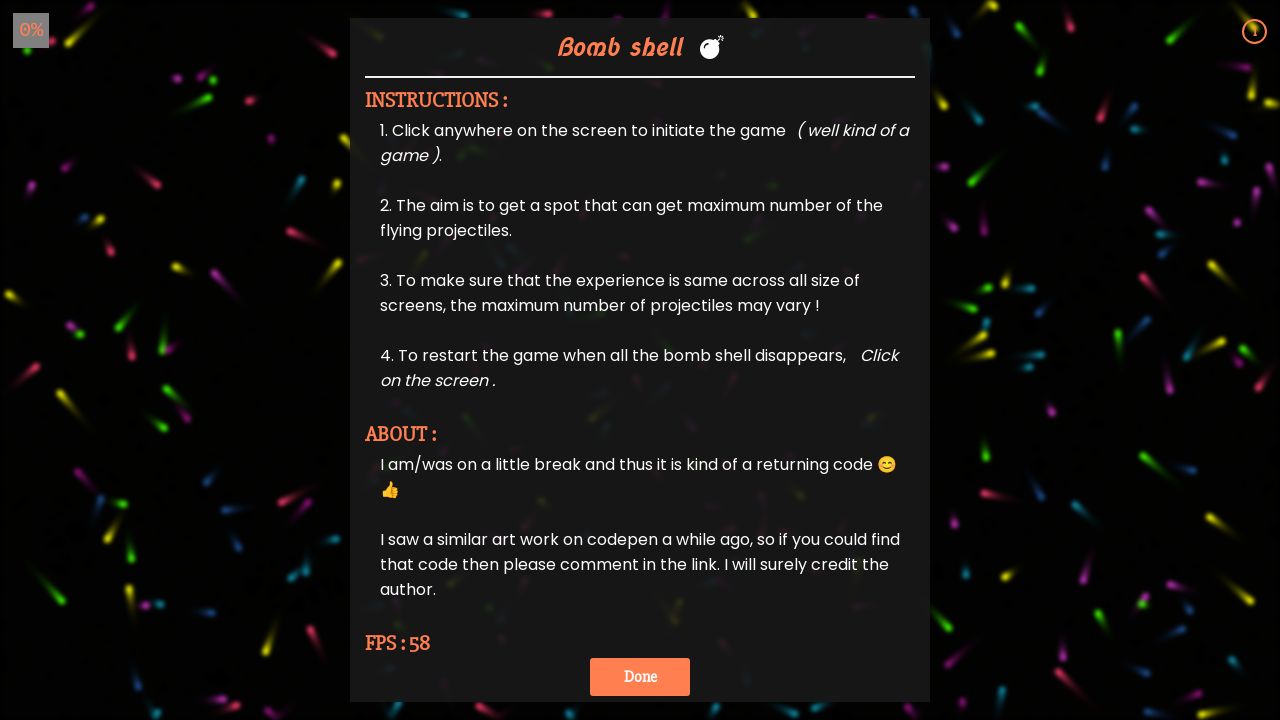 0%
Bomb shell 💣
INSTRUCTIONS :
1. Click anywhere on the screen to initiate the game ( well kind of a
game ).
2. The aim is to get a spot that can get maximum number of the
flying projectiles.
3. To make sure that the experience is same across all size of
screens, the maximum number of projectiles may vary !
4. To restart the game when all the bomb shell disappears, Click
on the screen .
ABOUT :
I am/was on a little break and thus it is kind of a returning code 😊
👍
I saw a similar art work on codepen a while ago, so if you could find
that code then please comment in the link. I will surely credit the
author.
FPS : 58
Done